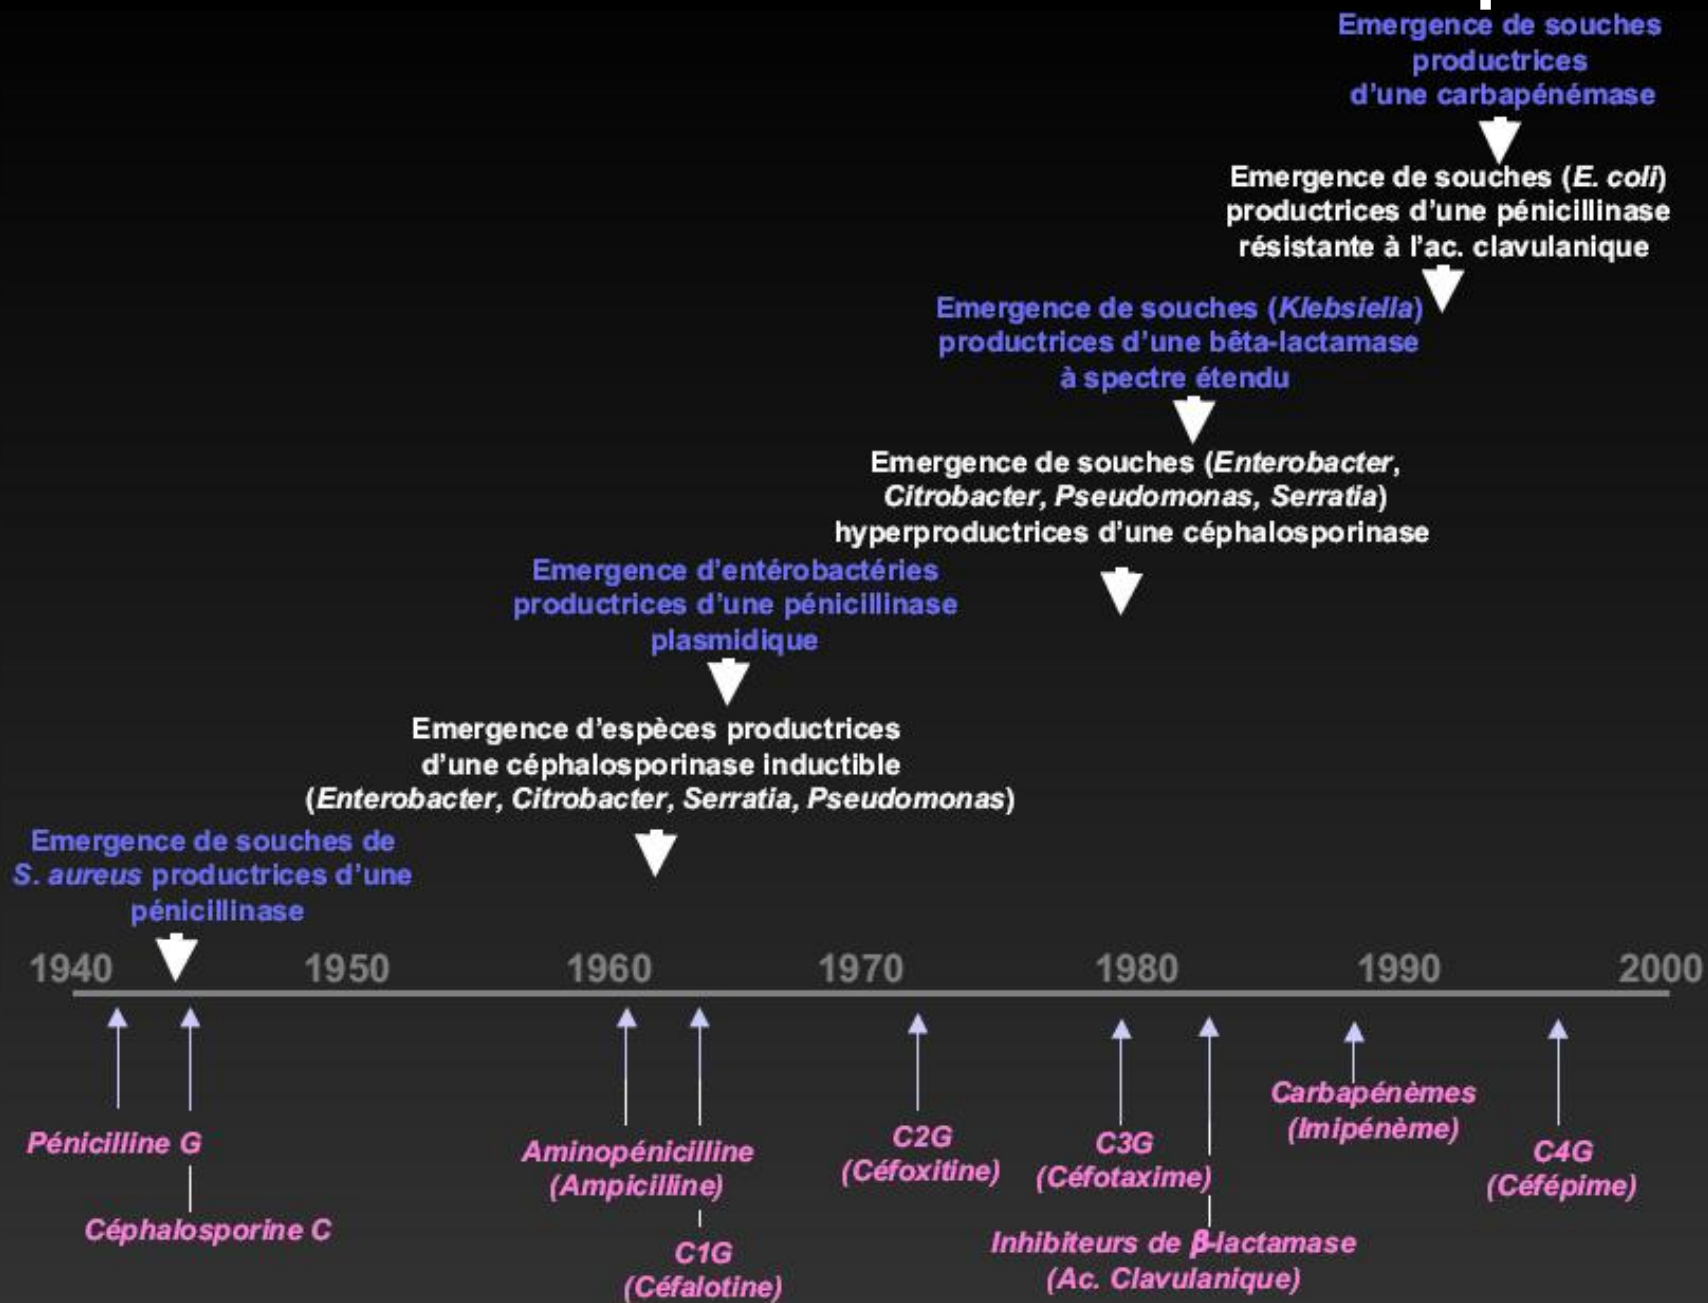 Emergence de souches
productrices
d'une carbapénémase
Emergence de souches (E. coli)
productrices d'une pénicillinase
résistante à l'ac. clavulanique
Emergence de souches (Klebsiella)
productrices d'une bêta-lactamase
à spectre étendu
Emergence de souches (Enterobacter,
Citrobacter, Pseudomonas, Serratia)
hyperproductrices d'une céphalosporinase
Emergence d'entérobactéries
productrices d'une pénicillinase
plasmidique
Emergence d'espèces productrices
d'une céphalosporinase inductible
(Enterobacter, Citrobacter, Serratia, Pseudomonas)
Emergence de souches de
S. aureus productrices d'une
pénicillinase
1940 1950 1960 1970 1980 1990 2000
Pénicilline G
Céphalosporine C
Aminopénicilline
(Ampicilline)
C1G
(Céfalotine)
C2G
(Céfoxitine)
C3G
(Céfotaxime)
Inhibiteurs de β-lactamase
(Ac. Clavulanique)
Carbapénèmes
(Imipénème)
C4G
(Céfépime)